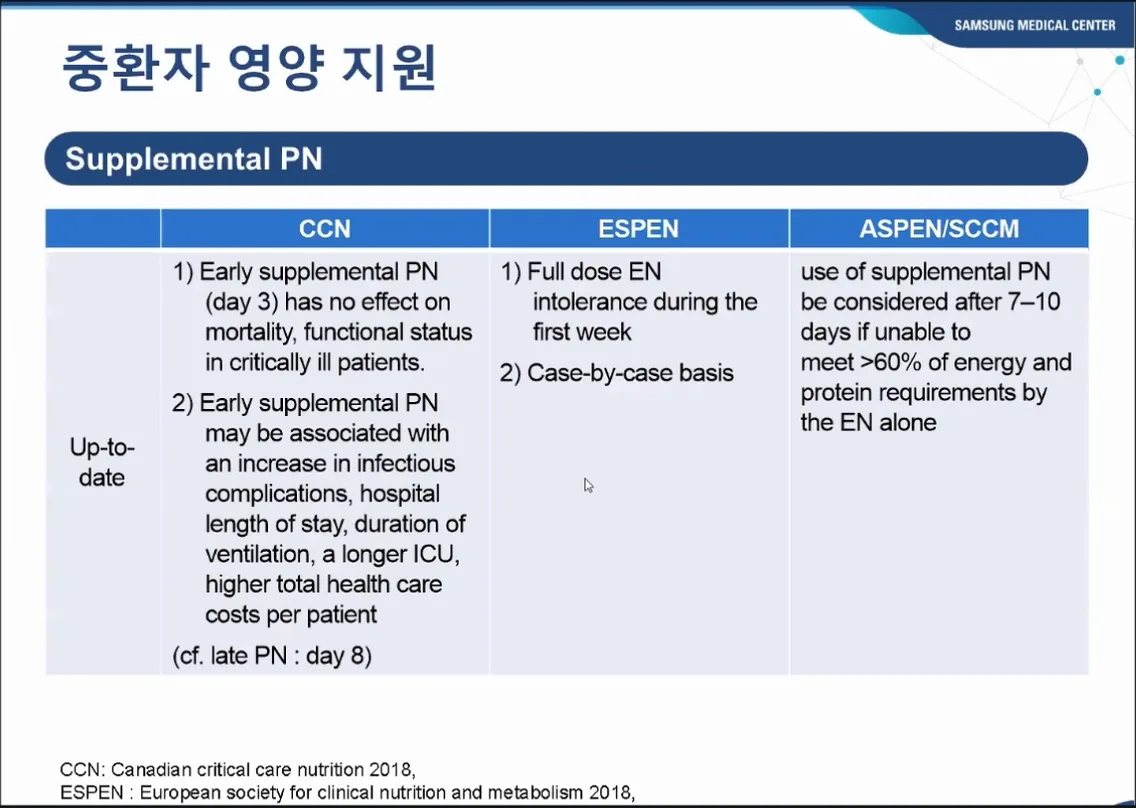 SAMSUNG MEDICAL CENTER
중환자 영양 지원
Supplemental PN
CCN
ESPEN
ASPEN/SCCM
Up-to-
date
1) Early supplemental PN
(day 3) has no effect on
mortality, functional status
in critically ill patients.
2) Early supplemental PN
may be associated with
an increase in infectious
complications, hospital
length of stay, duration of
ventilation, a longer ICU,
higher total health care
costs per patient
(cf. late PN : day 8)
1) Full dose EN
intolerance during the
first week
2) Case-by-case basis
use of supplemental PN
be considered after 7–10
days if unable to
meet >60% of energy and
protein requirements by
the EN alone
CCN: Canadian critical care nutrition 2018,
ESPEN : European society for clinical nutrition and metabolism 2018,